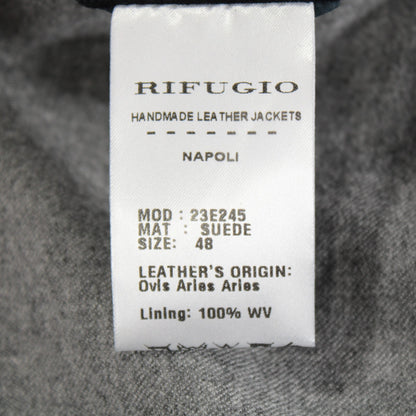 RIFUGIO
HANDMADE LEATHER JACKETS
- - - - - - -
NAPOLI
MOD : 23E245
MAT : SUEDE
SIZE: 48
LEATHER'S ORIGIN:
Ovis Aries Aries
Lining: 100% WV